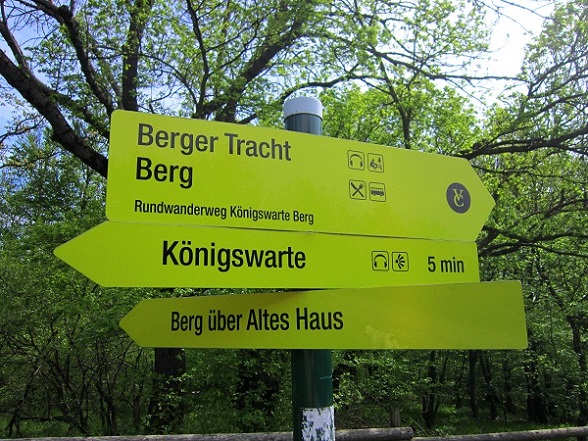 Berger Tracht
Berg
Rundwanderweg Königswarte Berg
Königswarte 5 min
Berg über Altes Haus